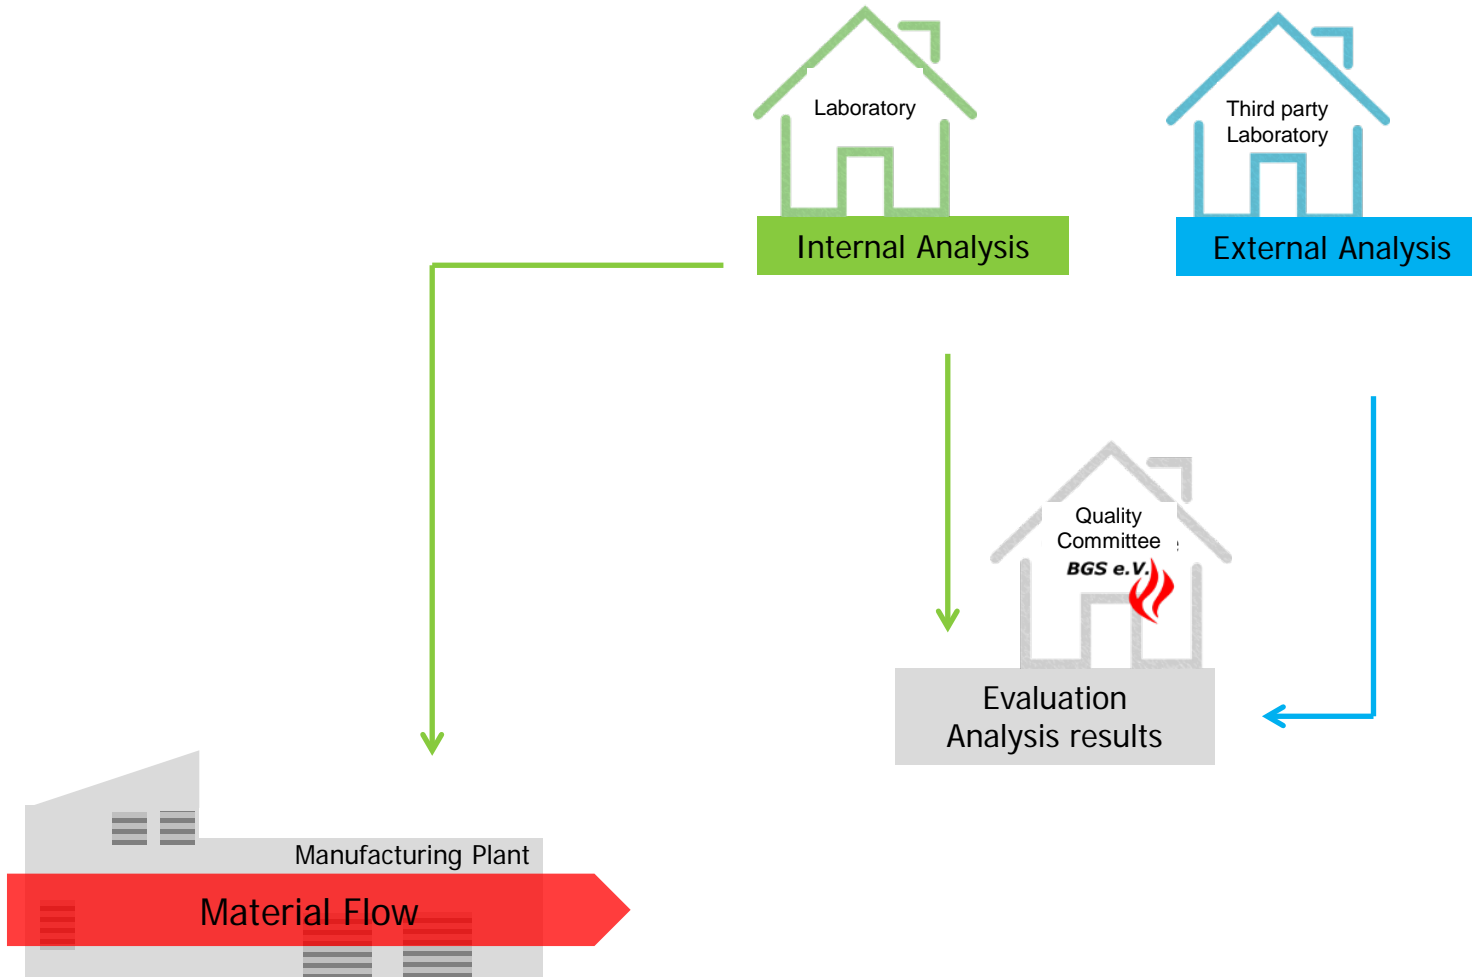 Laboratory
Third party
Laboratory
Internal Analysis
External Analysis
Quality
Committee
BGS e.V.
Evaluation
Analysis results
Manufacturing Plant
Material Flow